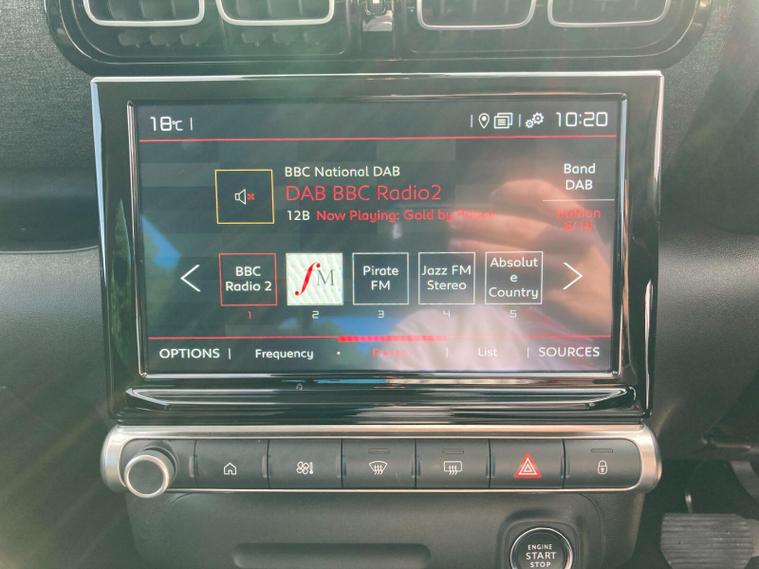 18°C
10:20
BBC National DAB
DAB BBC Radio2
12B Now Playing: Gold by
Band
DAB
BBC
Radio 2
fM
Pirate
FM
Jazz FM
Stereo
Absolut
e
Country
1
2
3
4
5
OPTIONS
Frequency
List
SOURCES
ENGINE
START
STOP